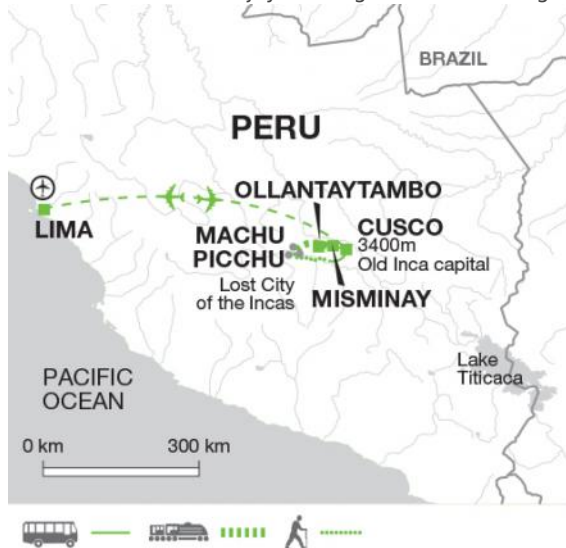 BRAZIL
PERU
OLLANTAYTAMBO
LIMA
MACHU
PICCHU
CUSCO
3400m
Old Inca capital
Lost City
of the Incas
MISMINAY
Lake
Titicaca
PACIFIC
OCEAN
0 km 300 km